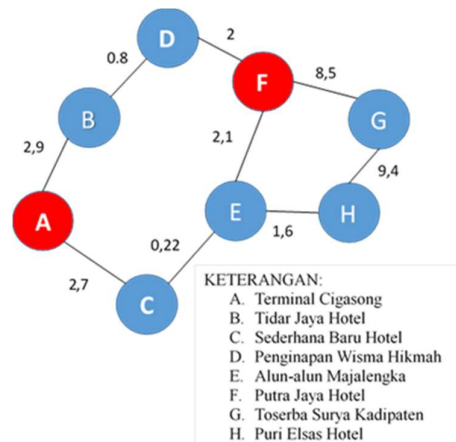 D
2
0.8
F
8,5
B
G
2,1
2,9
9,4
A
E
H
1,6
0,22
2,7
C
KETERANGAN:
A. Terminal Cigasong
B. Tidar Jaya Hotel
C. Sederhana Baru Hotel
D. Penginapan Wisma Hikmah
E. Alun-alun Majalengka
F. Putra Jaya Hotel
G. Toserba Surya Kadipaten
H. Puri Elsas Hotel